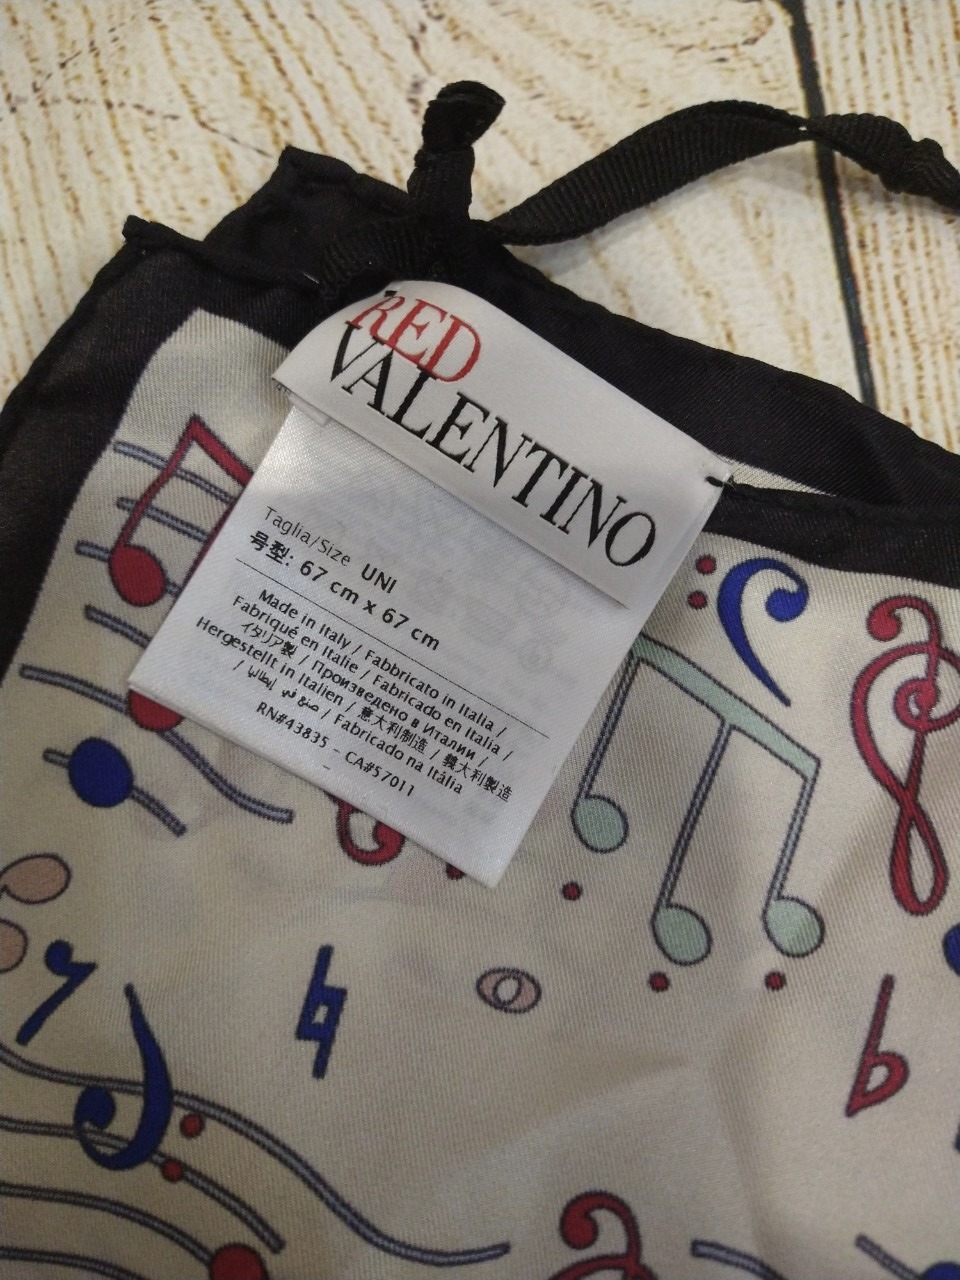 RED
VALENTINO
Taglia/Size UNI
号型: 67 cm x 67 cm
Made in Italy / Fabbricato in Italia /
Fabriqué en Italie / Fabricado en Italia /
イタリア製 / Произведено в Италии /
Hergestellt in Italien / 意大利制造 / 義大利製造
/ صنع في إيطاليا / Fabricado na Itália
RN#43835 - CA#57011